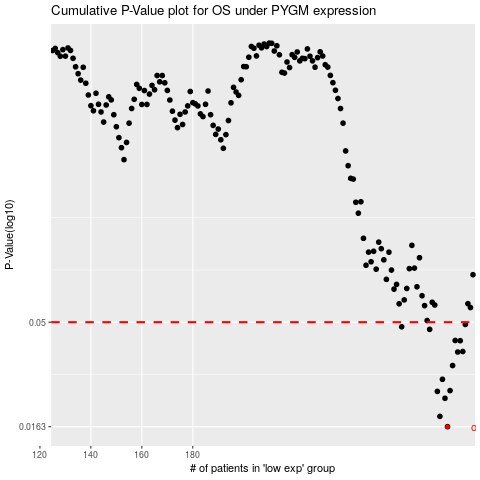 Cumulative P-Value plot for OS under PYGM expression
P-Value(log10)
0.05
0.0163
120 140 160 180
# of patients in 'low exp' group